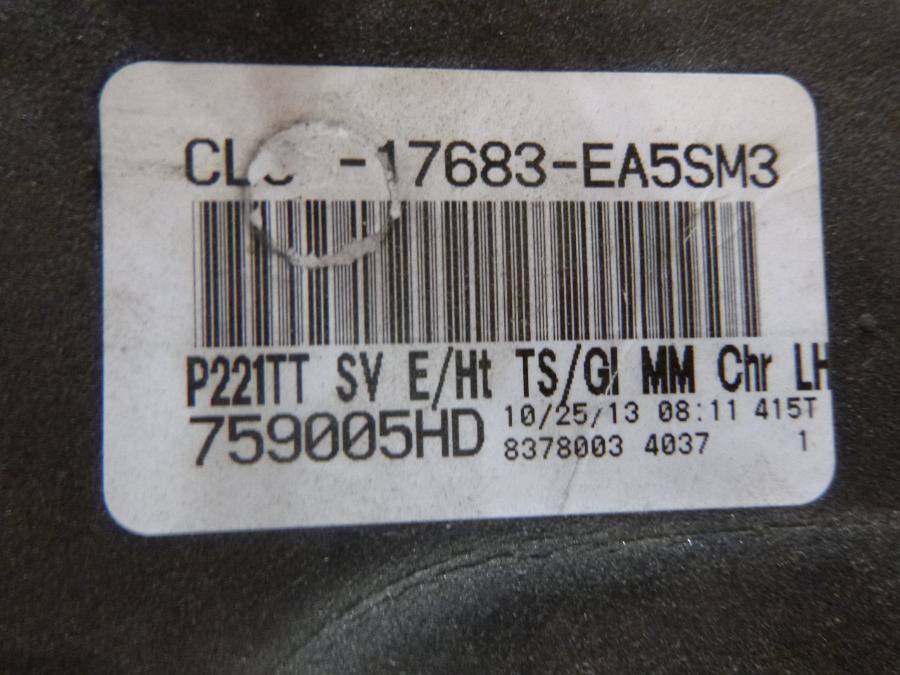 -17683-EA5SM3
P221TT SV E/Ht TS/Gl MM Chr LH
759005HD 10/25/13 08:11 415T
8378003 4037 1